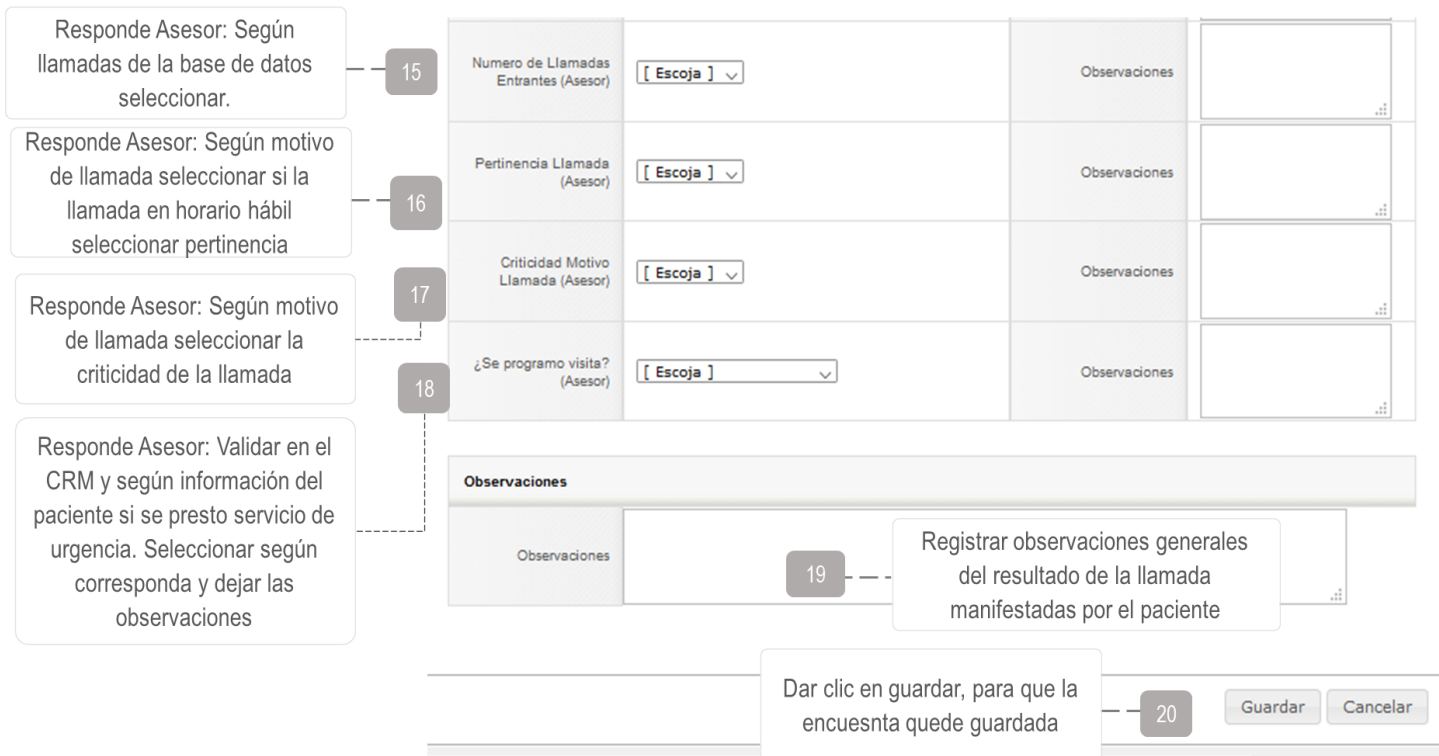 Responde Asesor: Según
llamadas de la base de datos
seleccionar.
15
Numero de Llamadas
Entrantes (Asesor)
[ Escoja ]
Observaciones
Responde Asesor: Según motivo
de llamada seleccionar si la
llamada en horario hábil
seleccionar pertinencia
16
Pertinencia Llamada
(Asesor)
[ Escoja ]
Observaciones
Responde Asesor: Según motivo
de llamada seleccionar la
criticidad de la llamada
17
Criticidad Motivo
Llamada (Asesor)
[ Escoja ]
Observaciones
Responde Asesor: Validar en el
CRM y según información del
paciente si se presto servicio de
urgencia. Seleccionar según
corresponda y dejar las
observaciones
18
¿Se programo visita?
(Asesor)
[ Escoja ]
Observaciones
Observaciones
Observaciones
19
Registrar observaciones generales
del resultado de la llamada
manifestadas por el paciente
Dar clic en guardar, para que la
encuesnta quede guardada
20
Guardar
Cancelar